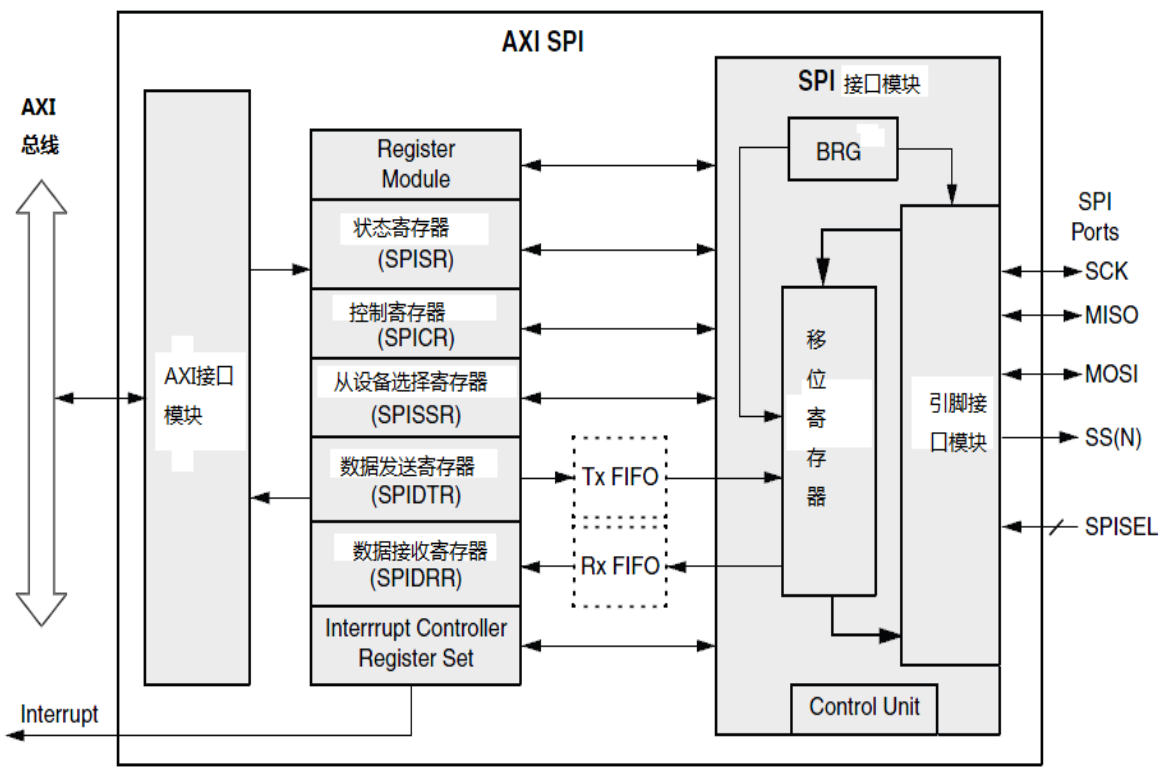 AXI SPI
AXI
总线
AXI接口
模块
Register
Module
状态寄存器
(SPISR)
控制寄存器
(SPICR)
从设备选择寄存器
(SPISSR)
数据发送寄存器
(SPIDTR)
数据接收寄存器
(SPIDRR)
Interrrupt Controller
Register Set
Interrupt
Tx FIFO
Rx FIFO
SPI 接口模块
BRG
移
位
寄
存
器
引脚接
口模块
Control Unit
SPI
Ports
SCK
MISO
MOSI
SS(N)
SPISEL